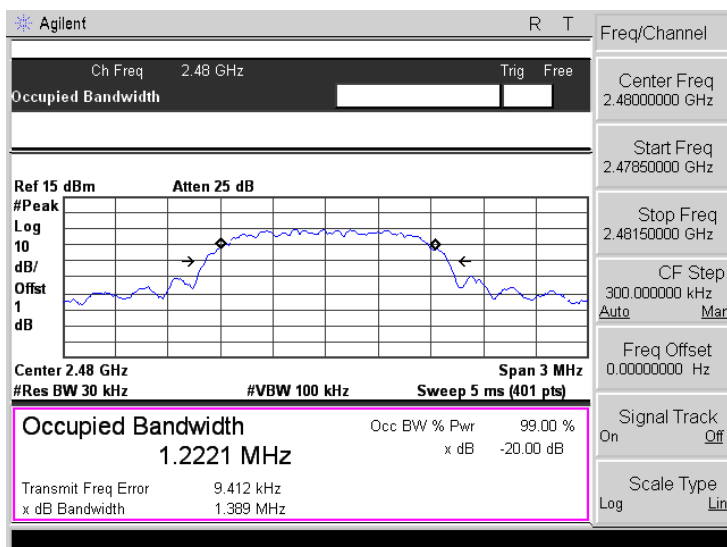 Agilent R T
Freq/Channel
Ch Freq 2.48 GHz Trig Free
Occupied Bandwidth
Center Freq
2.48000000 GHz
Start Freq
2.47850000 GHz
Stop Freq
2.48150000 GHz
CF Step
300.000000 kHz
Auto Man
Freq Offset
0.00000000 Hz
Signal Track
On Off
Scale Type
Log Lin
Ref 15 dBm Atten 25 dB
#Peak
Log
10
dB/
Offst
1
dB
Center 2.48 GHz Span 3 MHz
#Res BW 30 kHz #VBW 100 kHz Sweep 5 ms (401 pts)
Occupied Bandwidth Occ BW % Pwr 99.00 %
1.2221 MHz x dB -20.00 dB
Transmit Freq Error 9.412 kHz
x dB Bandwidth 1.389 MHz